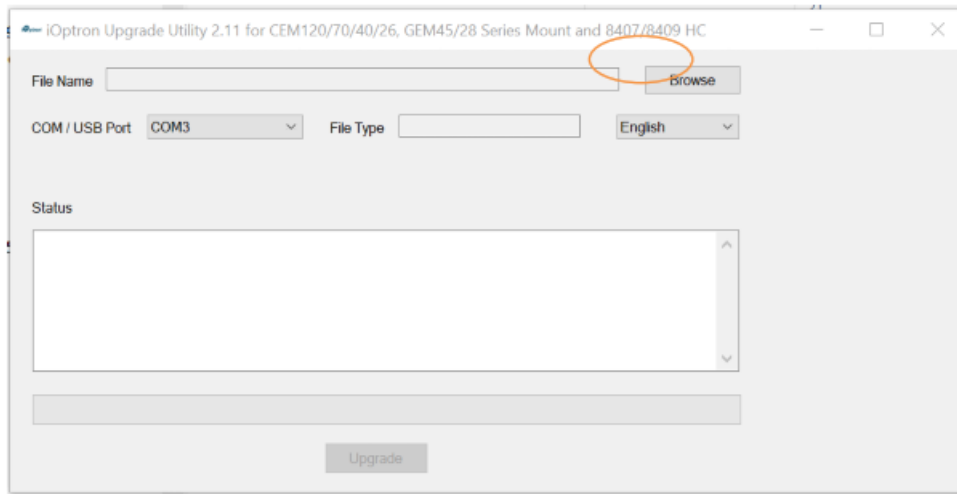 iOptron Upgrade Utility 2.11 for CEM120/70/40/26, GEM45/28 Series Mount and 8407/8409 HC
File Name Browse
COM / USB Port COM3 File Type English
Status
Upgrade